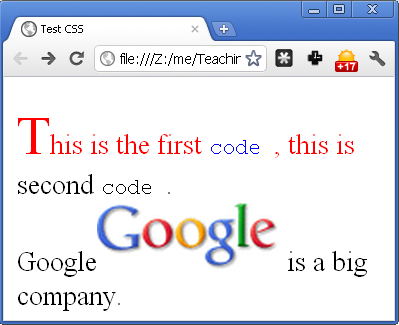 Test CSS
file:///Z:/me/Teachir
+17
This is the first code , this is
second code .
Google Google is a big
company.